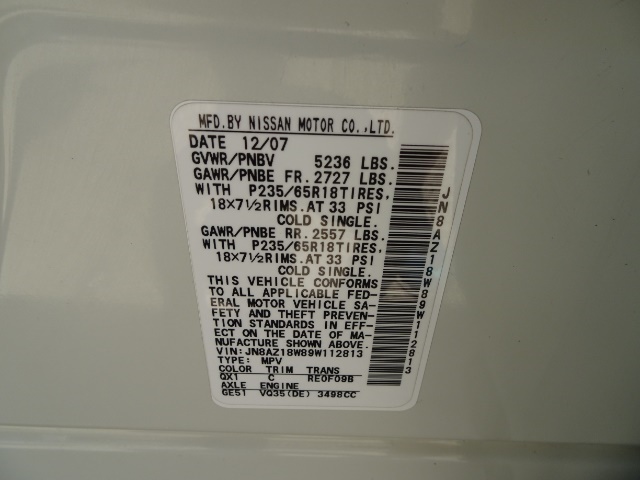 MFD.BY NISSAN MOTOR CO.,LTD.
DATE 12/07
GVWR/PNBV 5236 LBS.
GAWR/PNBE FR.2727 LBS.
WITH P235/65R18TIRES.
18X7½RIMS.AT 33 PSI
COLD SINGLE.
GAWR/PNBE RR.2557 LBS.
WITH P235/65R18TIRES.
18X7½RIMS.AT 33 PSI
COLD SINGLE.
THIS VEHICLE CONFORMS
TO ALL APPLICABLE FED-
ERAL MOTOR VEHICLE SA-
FETY AND THEFT PREVEN-
TION STANDARDS IN EFF-
ECT ON THE DATE OF MA-
NUFACTURE SHOWN ABOVE.
VIN:JN8AZ18W89W112813
TYPE: MPV
COLOR TRIM TRANS
QX1 C RE0F09B
AXLE ENGINE
GE51 VQ35(DE) 3498CC
JN8AZ18W89W112813